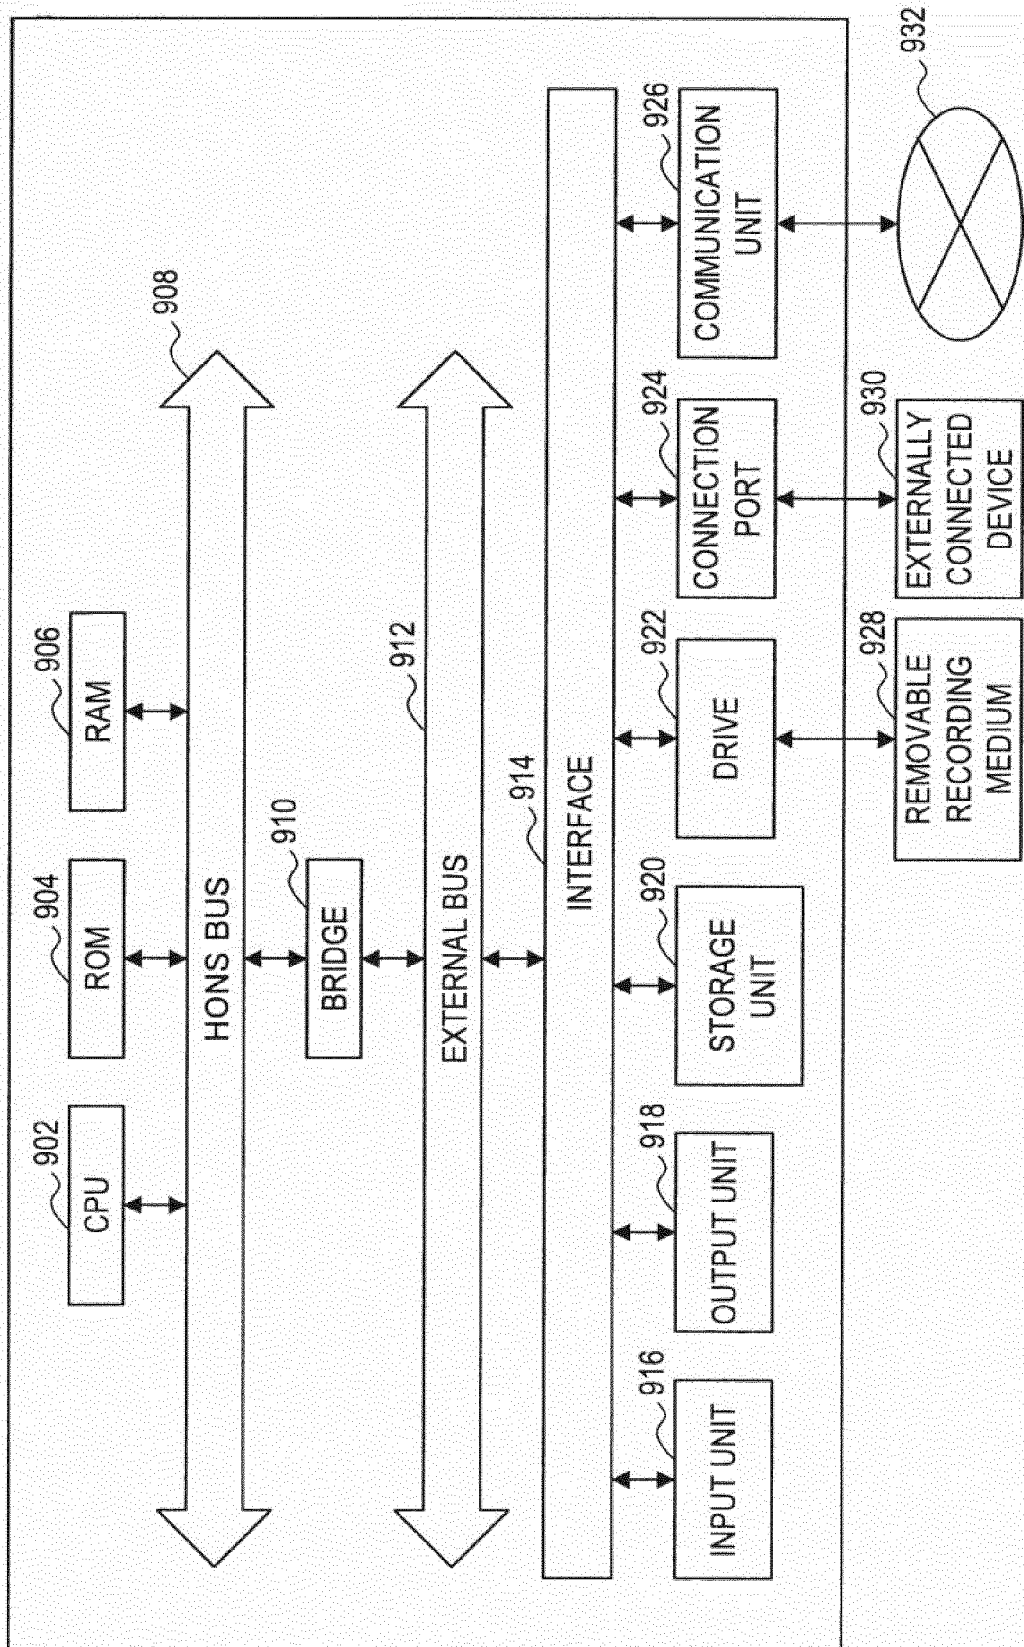 902
CPU
904
ROM
906
RAM
908
HONS BUS
910
BRIDGE
912
EXTERNAL BUS
914
INTERFACE
916
INPUT UNIT
918
OUTPUT UNIT
920
STORAGE
UNIT
922
DRIVE
924
CONNECTION
PORT
926
COMMUNICATION
UNIT
928
REMOVABLE
RECORDING
MEDIUM
930
EXTERNALLY
CONNECTED
DEVICE
932